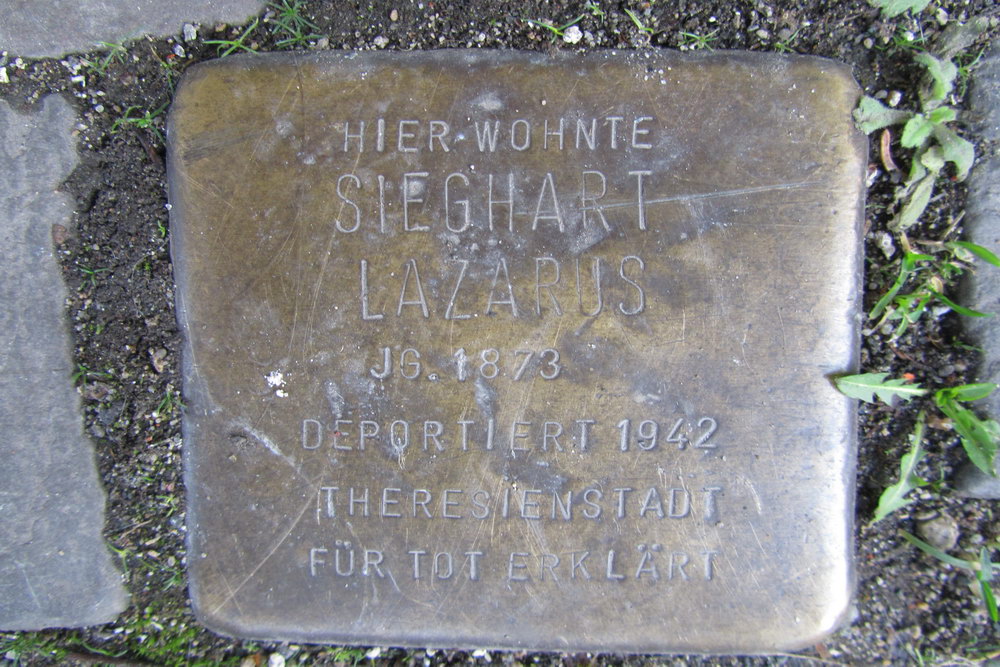 HIER WOHNTE
SIEGHART
LAZARUS
JG. 1873
DEPORTIERT 1942
THERESIENSTADT
FÜR TOT ERKLÄRT